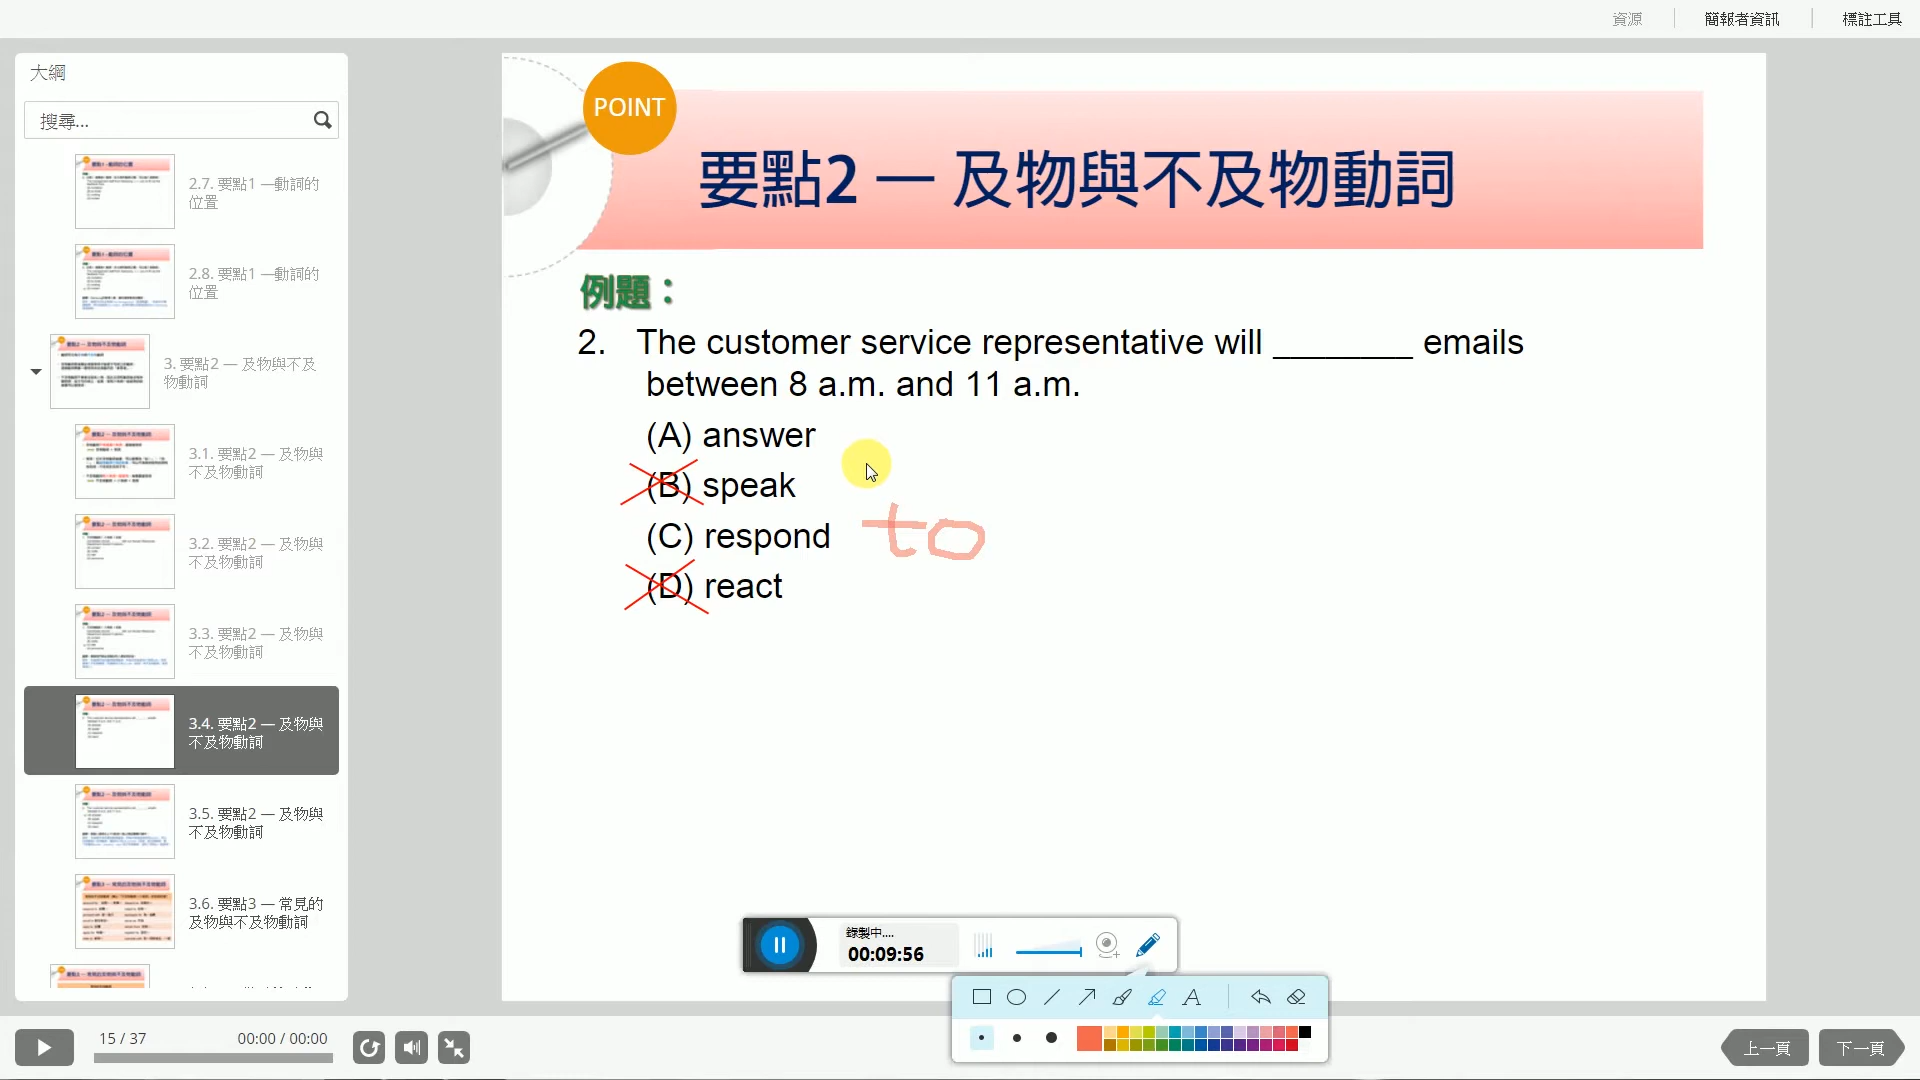 資源
簡報者資訊
標註工具
大綱
搜尋...
2.7. 要點1 —動詞的
位置
2.8. 要點1 —動詞的
位置
3. 要點2 — 及物與不及
物動詞
3.1. 要點2 — 及物與
不及物動詞
3.2. 要點2 — 及物與
不及物動詞
3.3. 要點2 — 及物與
不及物動詞
3.4. 要點2 — 及物與
不及物動詞
3.5. 要點2 — 及物與
不及物動詞
3.6. 要點3 — 常見的
及物與不及物動詞
POINT
要點2 — 及物與不及物動詞
例題：
2. The customer service representative will ________ emails
between 8 a.m. and 11 a.m.
(A) answer
(B) speak
(C) respond to
(D) react
錄製中....
00:09:56
A
15 / 37
00:00 / 00:00
上一頁
下一頁